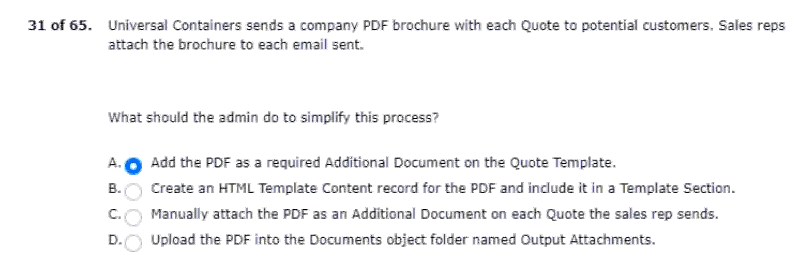 31 of 65. Universal Containers sends a company PDF brochure with each Quote to potential customers. Sales reps
attach the brochure to each email sent.
What should the admin do to simplify this process?
A. Add the PDF as a required Additional Document on the Quote Template.
B. Create an HTML Template Content record for the PDF and include it in a Template Section.
C. Manually attach the PDF as an Additional Document on each Quote the sales rep sends.
D. Upload the PDF into the Documents object folder named Output Attachments.